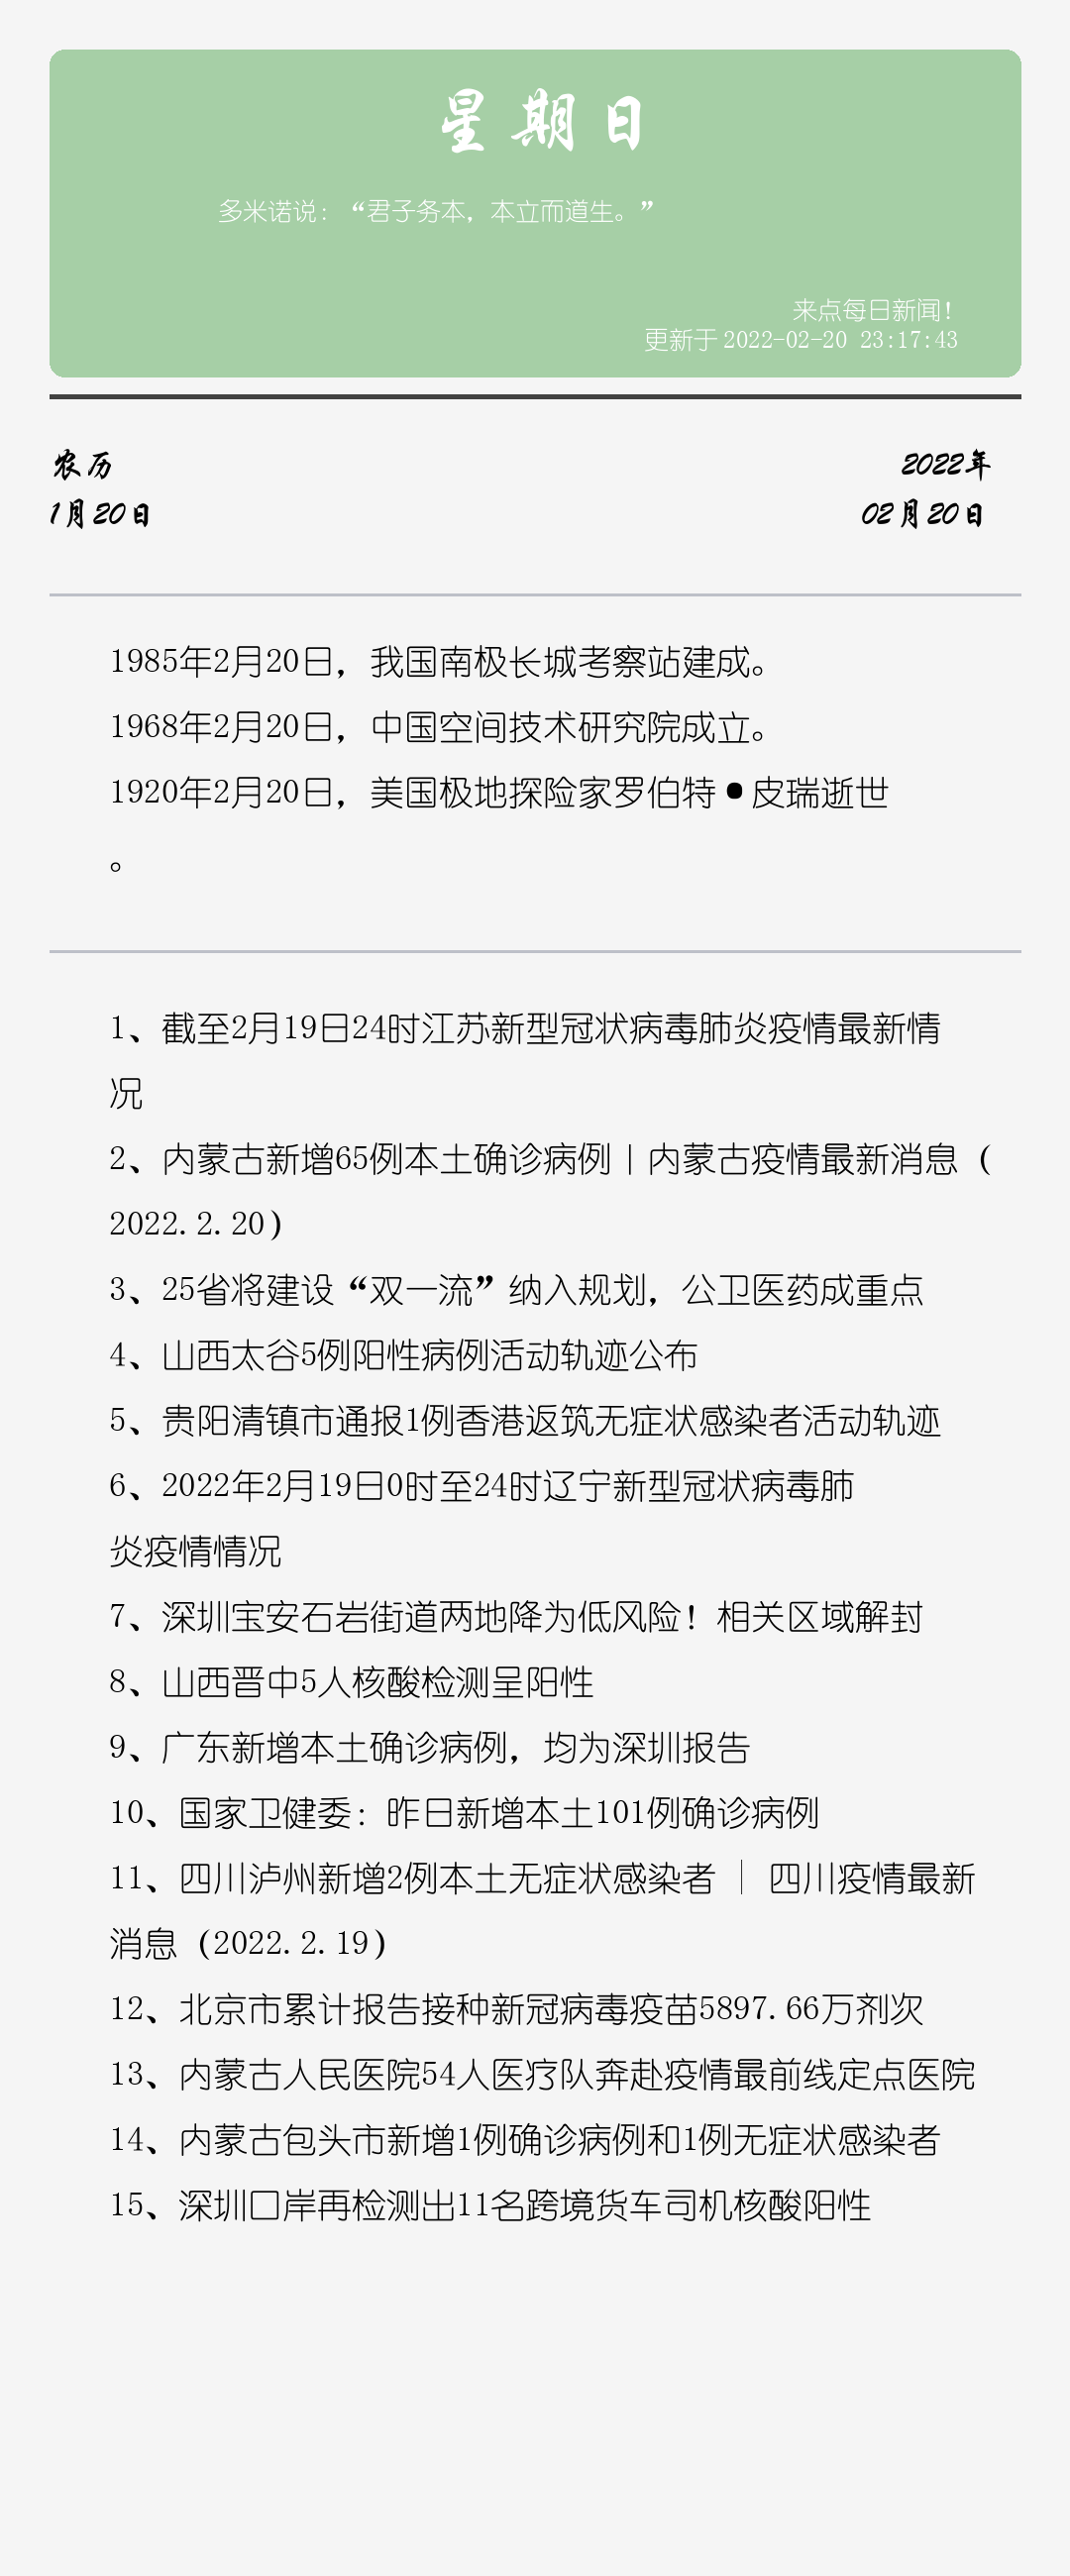 星期日
多米诺说：“君子务本，本立而道生。”
来点每日新闻！
更新于 2022-02-20 23:17:43
农历
1月20日
2022年
02月20日
1985年2月20日，我国南极长城考察站建成。
1968年2月20日，中国空间技术研究院成立。
1920年2月20日，美国极地探险家罗伯特•皮瑞逝世
。
1、截至2月19日24时江苏新型冠状病毒肺炎疫情最新情
况
2、内蒙古新增65例本土确诊病例丨内蒙古疫情最新消息（
2022.2.20）
3、25省将建设“双一流”纳入规划，公卫医药成重点
4、山西太谷5例阳性病例活动轨迹公布
5、贵阳清镇市通报1例香港返筑无症状感染者活动轨迹
6、2022年2月19日0时至24时辽宁新型冠状病毒肺
炎疫情情况
7、深圳宝安石岩街道两地降为低风险！相关区域解封
8、山西晋中5人核酸检测呈阳性
9、广东新增本土确诊病例，均为深圳报告
10、国家卫健委：昨日新增本土101例确诊病例
11、四川泸州新增2例本土无症状感染者 │ 四川疫情最新
消息（2022.2.19）
12、北京市累计报告接种新冠病毒疫苗5897.66万剂次
13、内蒙古人民医院54人医疗队奔赴疫情最前线定点医院
14、内蒙古包头市新增1例确诊病例和1例无症状感染者
15、深圳口岸再检测出11名跨境货车司机核酸阳性